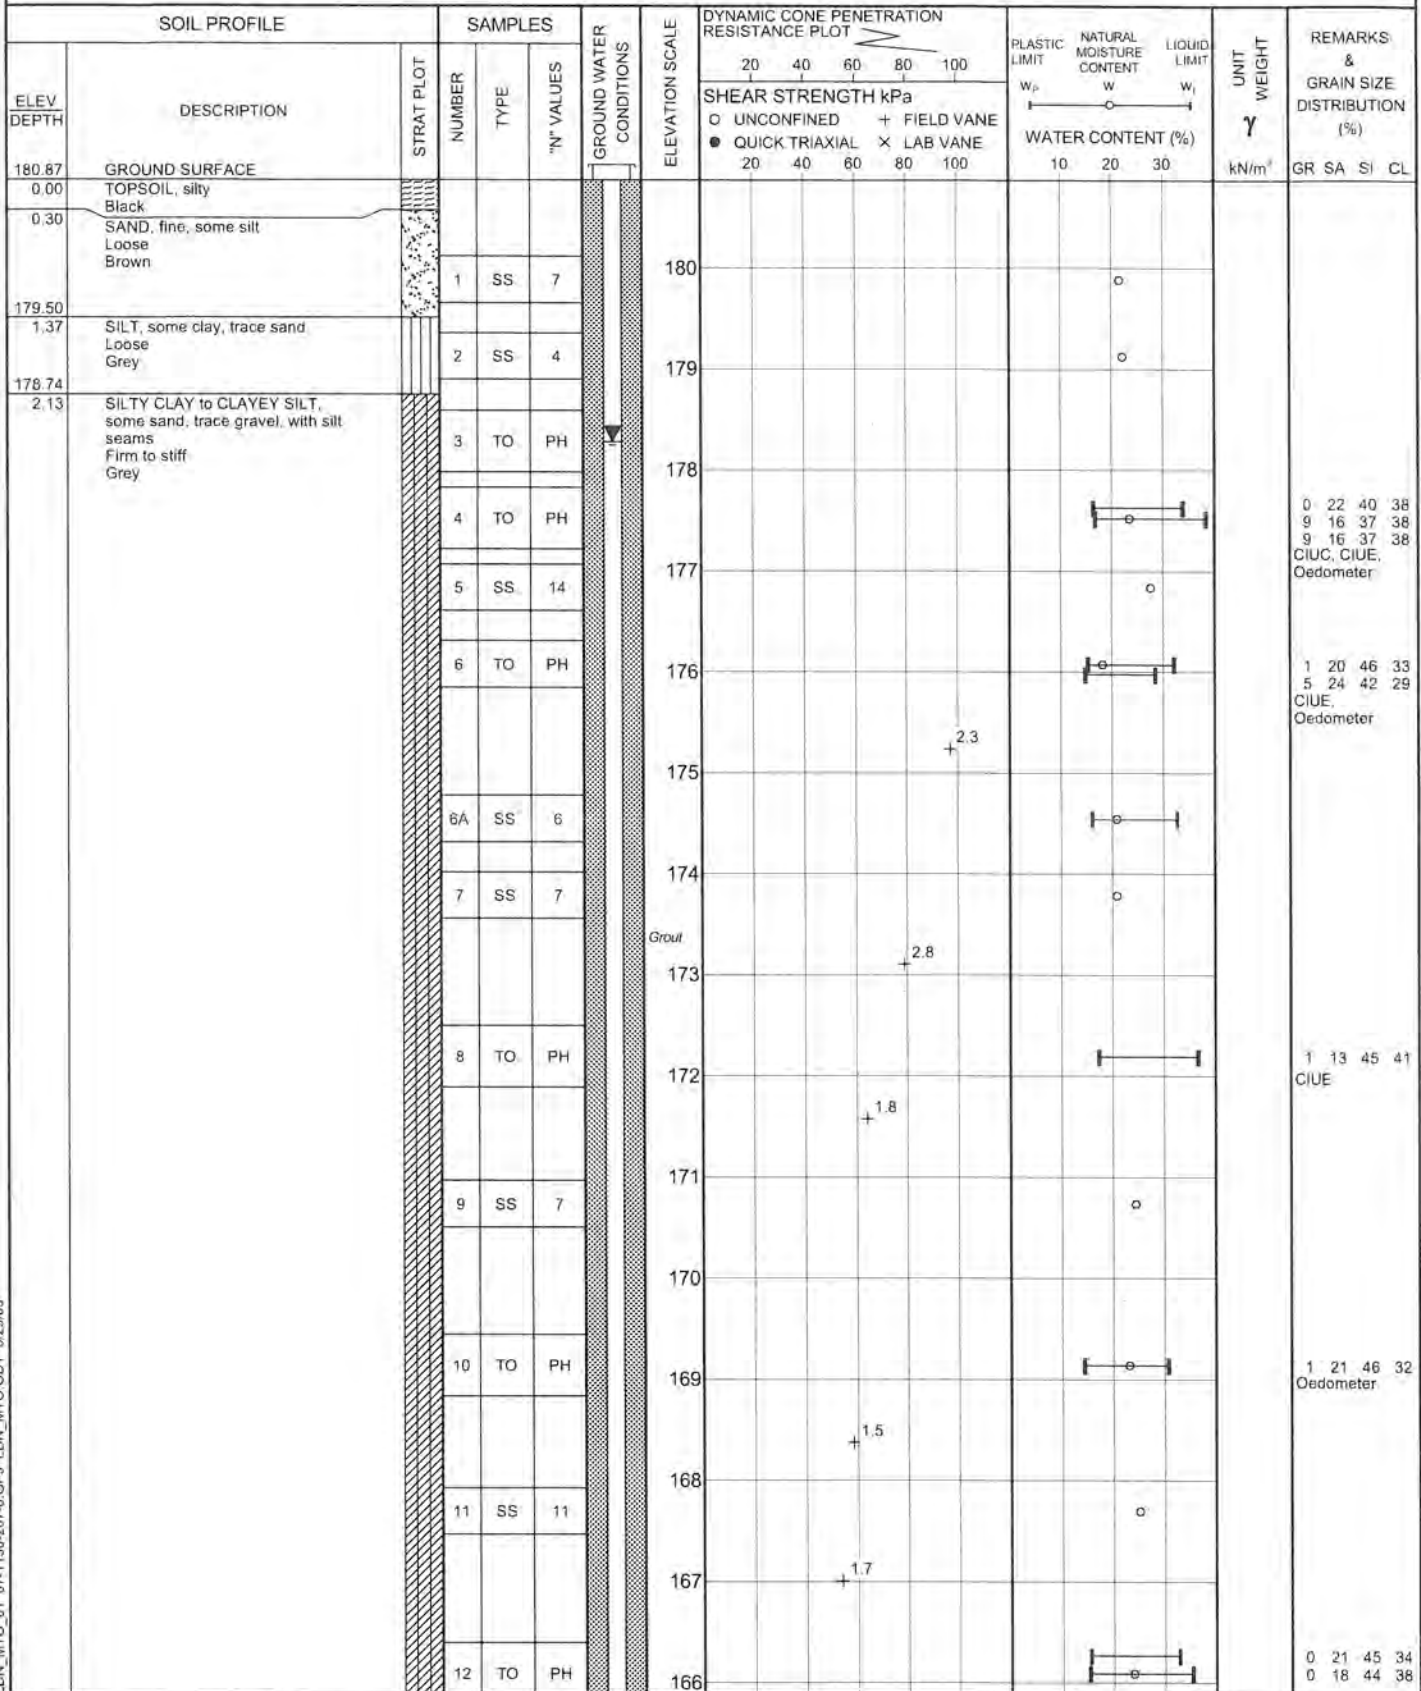 SOIL PROFILE
SAMPLES
GROUND WATER CONDITIONS
ELEVATION SCALE
DYNAMIC CONE PENETRATION
RESISTANCE PLOT
20 40 60 80 100
SHEAR STRENGTH kPa
O UNCONFINED + FIELD VANE
● QUICK TRIAXIAL × LAB VANE
20 40 60 80 100
PLASTIC LIMIT
NATURAL MOISTURE CONTENT
LIQUID LIMIT
Wp W Wl
WATER CONTENT (%)
10 20 30
UNIT WEIGHT
γ
kN/m³
REMARKS
&
GRAIN SIZE
DISTRIBUTION
(%)
GR SA SI CL
ELEV
DEPTH
DESCRIPTION
STRAT PLOT
NUMBER
TYPE
"N" VALUES
180.87 GROUND SURFACE
0.00 TOPSOIL, silty
Black
0.30 SAND, fine, some silt
Loose
Brown
180
1 SS 7
179.50
1.37 SILT, some clay, trace sand
Loose
Grey
2 SS 4
179
178.74
2.13 SILTY CLAY to CLAYEY SILT,
some sand, trace gravel, with silt
seams
Firm to stiff
Grey
3 TO PH
178
4 TO PH
0 22 40 38
9 16 37 38
9 16 37 38
CIUC, CIUE,
Oedometer
177
5 SS 14
6 TO PH
176
1 20 46 33
5 24 42 29
CIUE,
Oedometer
2.3
175
6A SS 6
174
7 SS 7
Grout
2.8
173
8 TO PH
1 13 45 41
CIUE
172
1.8
171
9 SS 7
170
10 TO PH
169
1 21 46 32
Oedometer
1.5
168
11 SS 11
1.7
167
12 TO PH
166
0 21 45 34
0 18 44 38